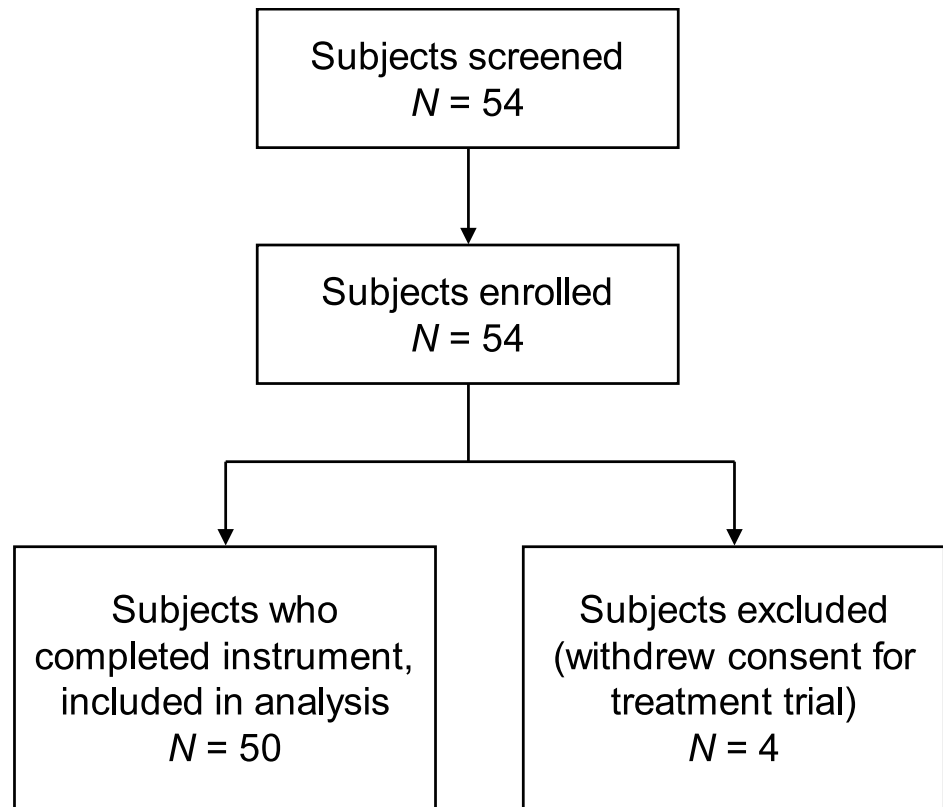 Subjects screened
N = 54
Subjects enrolled
N = 54
Subjects who
completed instrument,
included in analysis
N = 50
Subjects excluded
(withdrew consent for
treatment trial)
N = 4